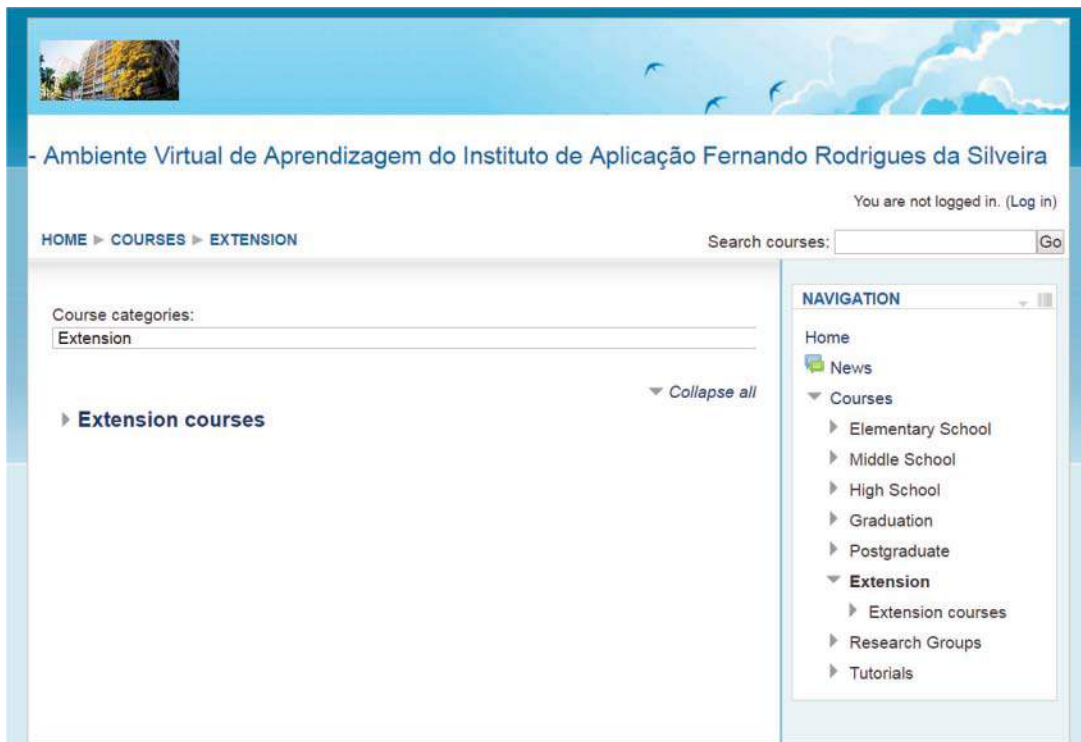 - Ambiente Virtual de Aprendizagem do Instituto de Aplicação Fernando Rodrigues da Silveira
You are not logged in. (Log in)
HOME ▶ COURSES ▶ EXTENSION
Search courses:
Go
Course categories:
Extension
Collapse all
Extension courses
NAVIGATION
Home
News
Courses
Elementary School
Middle School
High School
Graduation
Postgraduate
Extension
Extension courses
Research Groups
Tutorials